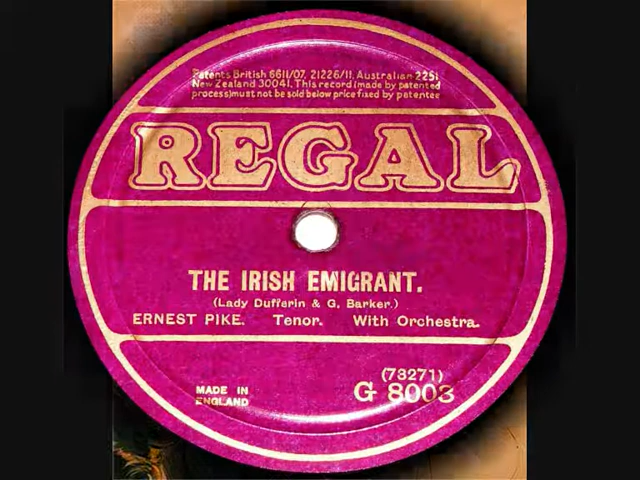 Patents British 6611/07, 21226/11, Australian 2251
New Zealand 30041. This record (made by patented
process) must not be sold below price fixed by patentee
REGAL
THE IRISH EMIGRANT.
(Lady Dufferin & G. Barker.)
ERNEST PIKE. Tenor. With Orchestra.
(73271)
MADE IN
ENGLAND
G 8003